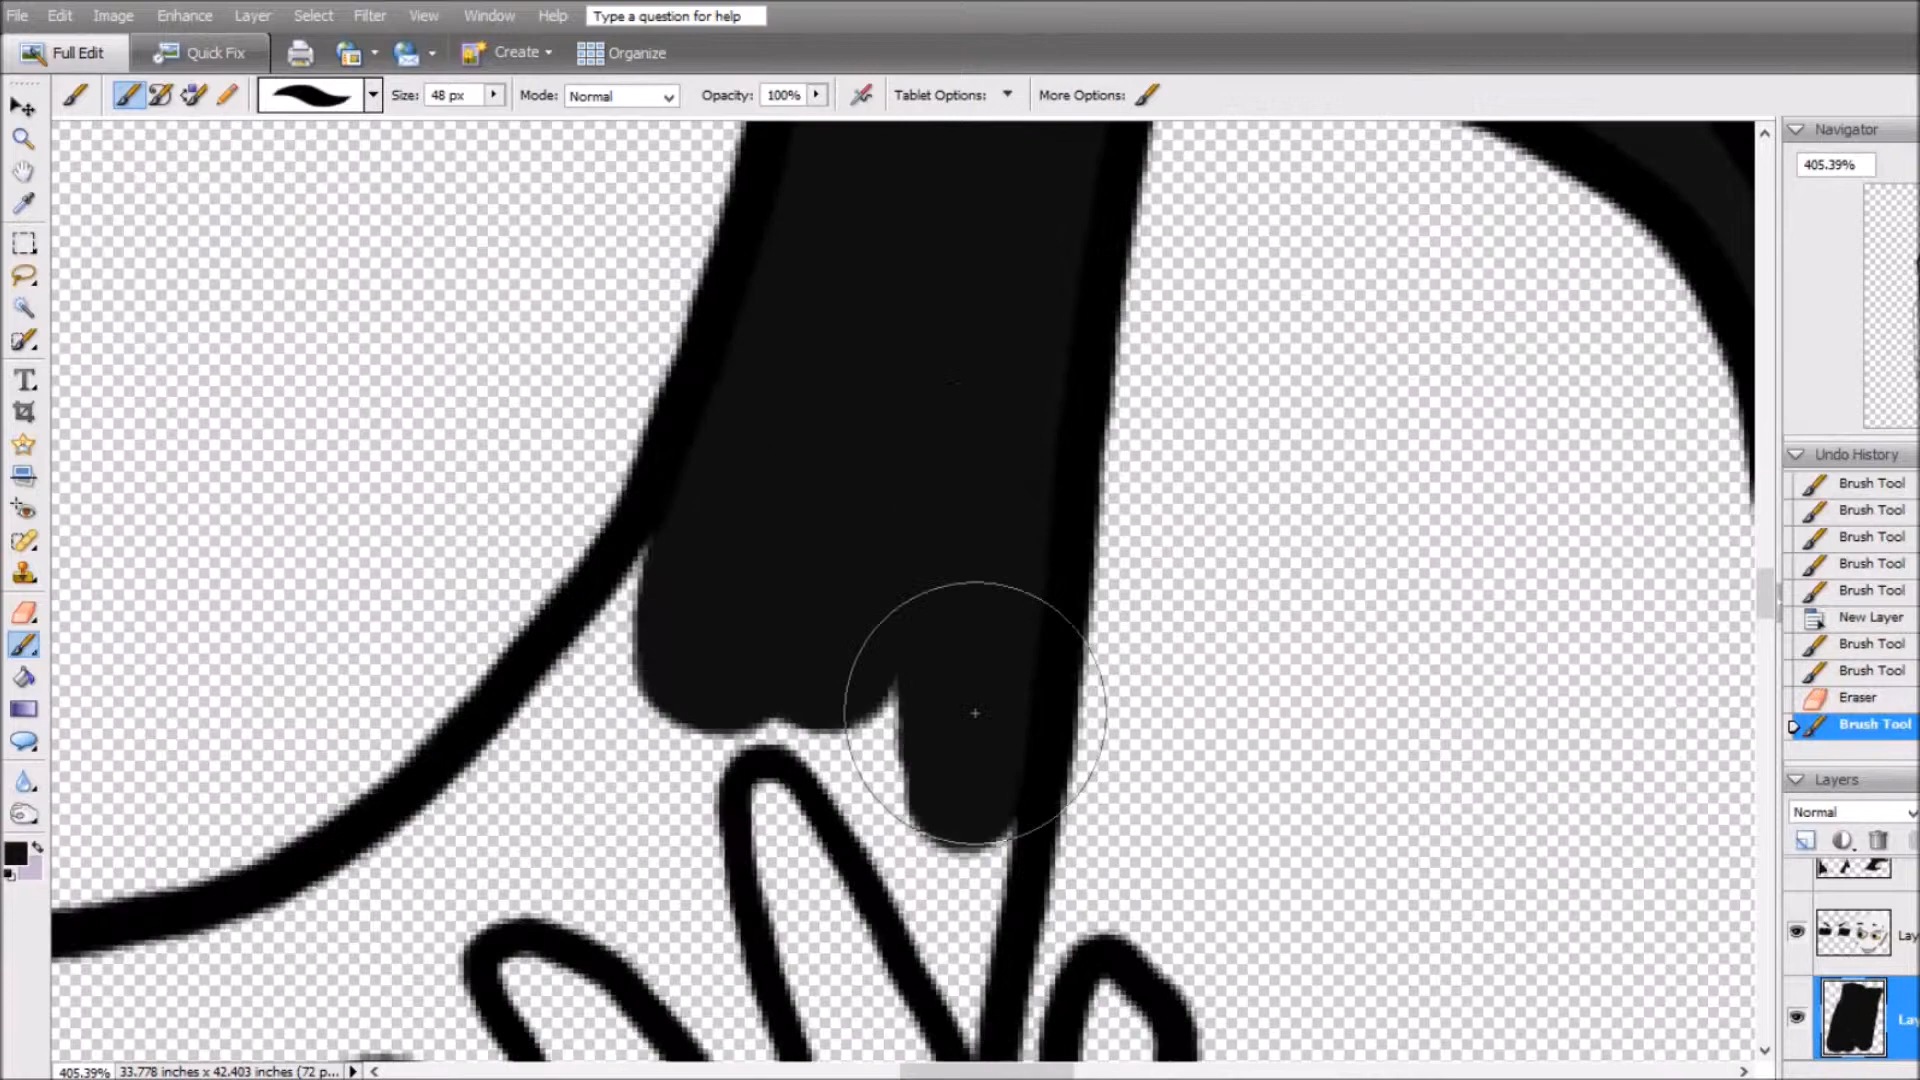 File Edit Image Enhance Layer Select Filter View Window Help Type a question for help
Full Edit Quick Fix Create Organize
Size: 48 px Mode: Normal Opacity: 100% Tablet Options: More Options:
Navigator
405.39%
Undo History
Brush Tool
Brush Tool
Brush Tool
Brush Tool
Brush Tool
New Layer
Brush Tool
Brush Tool
Eraser
Brush Tool
Layers
Normal
Lay
Lay
405.39% 33.778 inches x 42.403 inches (72 p...